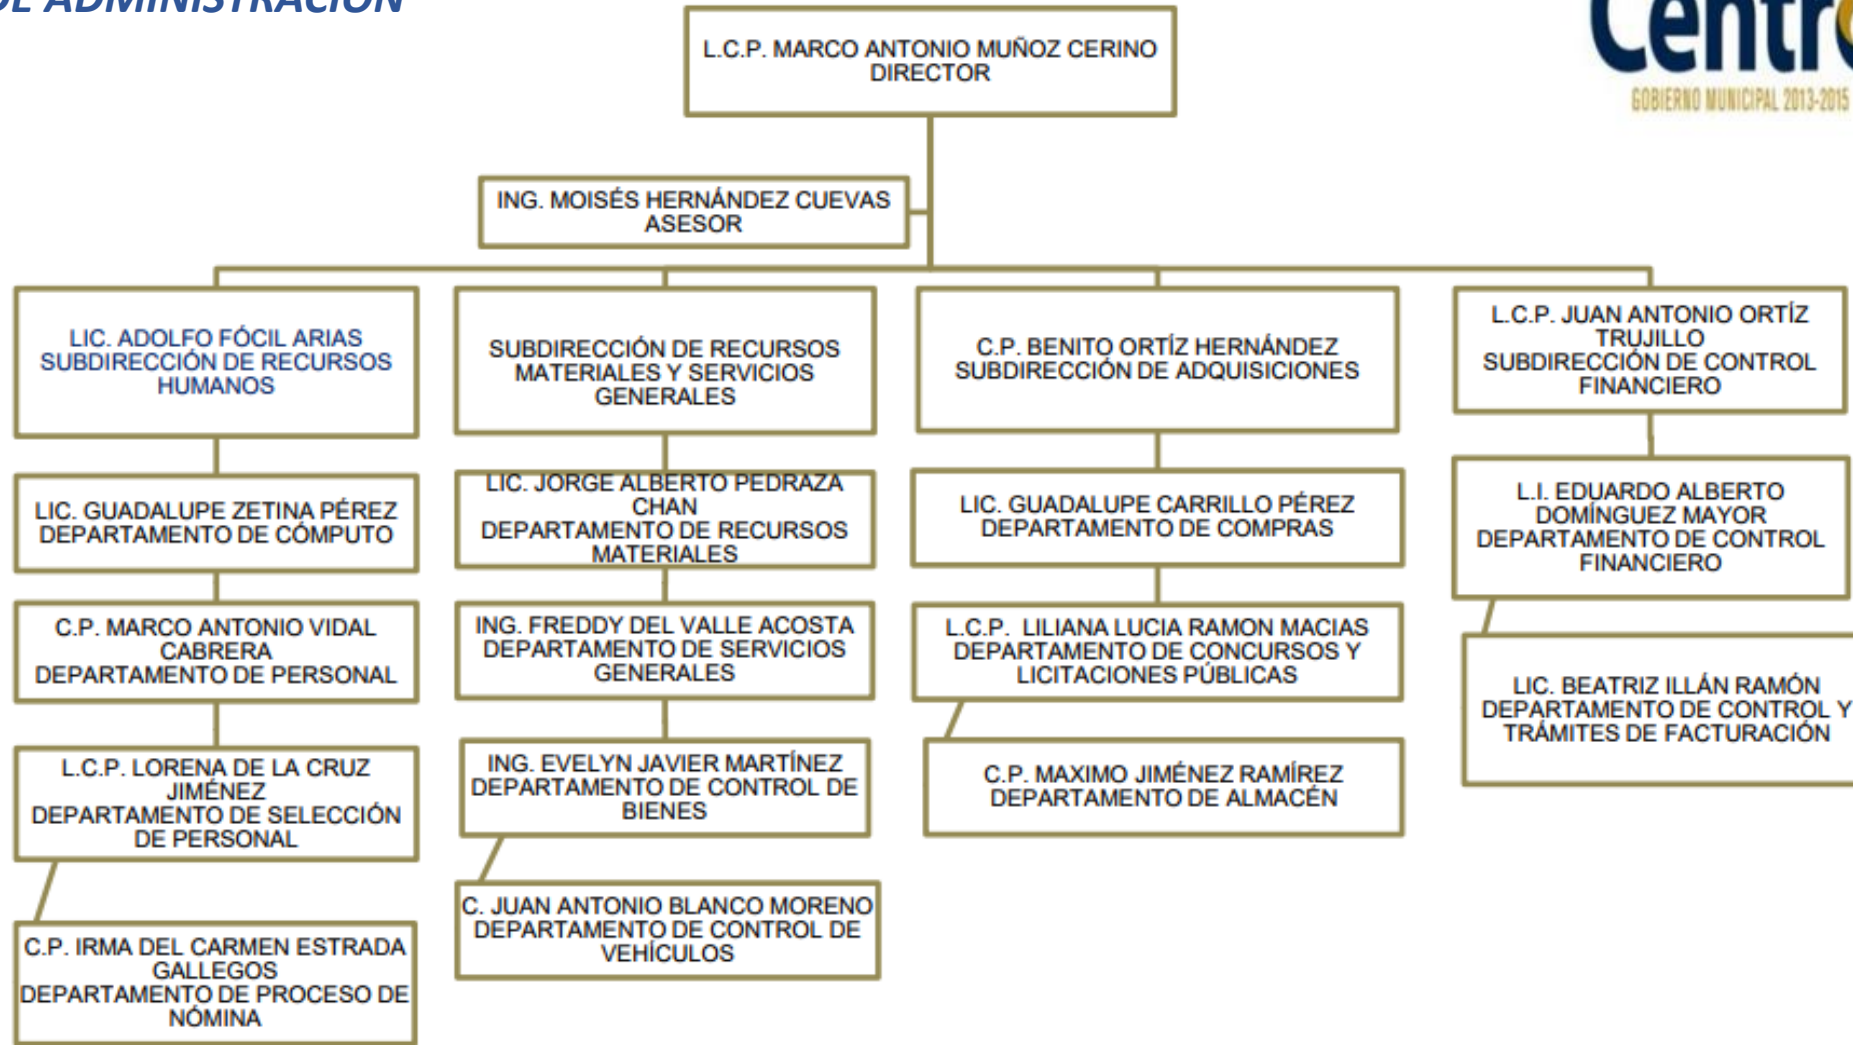 DE ADMINISTRACIÓN
Centro
GOBIERNO MUNICIPAL 2013-2015
L.C.P. MARCO ANTONIO MUÑOZ CERINO
DIRECTOR
ING. MOISÉS HERNÁNDEZ CUEVAS
ASESOR
LIC. ADOLFO FÓCIL ARIAS
SUBDIRECCIÓN DE RECURSOS
HUMANOS
LIC. GUADALUPE ZETINA PÉREZ
DEPARTAMENTO DE CÓMPUTO
C.P. MARCO ANTONIO VIDAL
CABRERA
DEPARTAMENTO DE PERSONAL
L.C.P. LORENA DE LA CRUZ
JIMÉNEZ
DEPARTAMENTO DE SELECCIÓN
DE PERSONAL
C.P. IRMA DEL CARMEN ESTRADA
GALLEGOS
DEPARTAMENTO DE PROCESO DE
NÓMINA
SUBDIRECCIÓN DE RECURSOS
MATERIALES Y SERVICIOS
GENERALES
LIC. JORGE ALBERTO PEDRAZA
CHAN
DEPARTAMENTO DE RECURSOS
MATERIALES
ING. FREDDY DEL VALLE ACOSTA
DEPARTAMENTO DE SERVICIOS
GENERALES
ING. EVELYN JAVIER MARTÍNEZ
DEPARTAMENTO DE CONTROL DE
BIENES
C. JUAN ANTONIO BLANCO MORENO
DEPARTAMENTO DE CONTROL DE
VEHÍCULOS
C.P. BENITO ORTÍZ HERNÁNDEZ
SUBDIRECCIÓN DE ADQUISICIONES
LIC. GUADALUPE CARRILLO PÉREZ
DEPARTAMENTO DE COMPRAS
L.C.P. LILIANA LUCIA RAMON MACIAS
DEPARTAMENTO DE CONCURSOS Y
LICITACIONES PÚBLICAS
C.P. MAXIMO JIMÉNEZ RAMÍREZ
DEPARTAMENTO DE ALMACÉN
L.C.P. JUAN ANTONIO ORTÍZ
TRUJILLO
SUBDIRECCIÓN DE CONTROL
FINANCIERO
L.I. EDUARDO ALBERTO
DOMÍNGUEZ MAYOR
DEPARTAMENTO DE CONTROL
FINANCIERO
LIC. BEATRIZ ILLÁN RAMÓN
DEPARTAMENTO DE CONTROL Y
TRÁMITES DE FACTURACIÓN